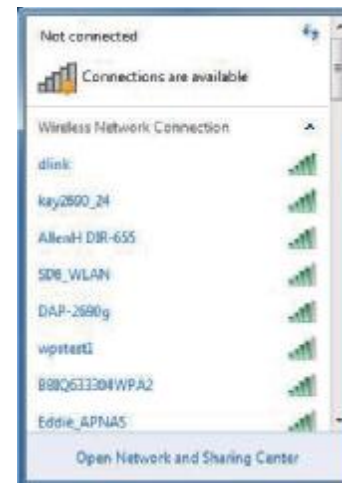 Not connected
Connections are available
Wireless Network Connection
dlink
kay2690_24
AllenH DIR-655
SD6_WLAN
DAP-2690g
wpstest1
Eddie_APNAS
Open Network and Sharing Center